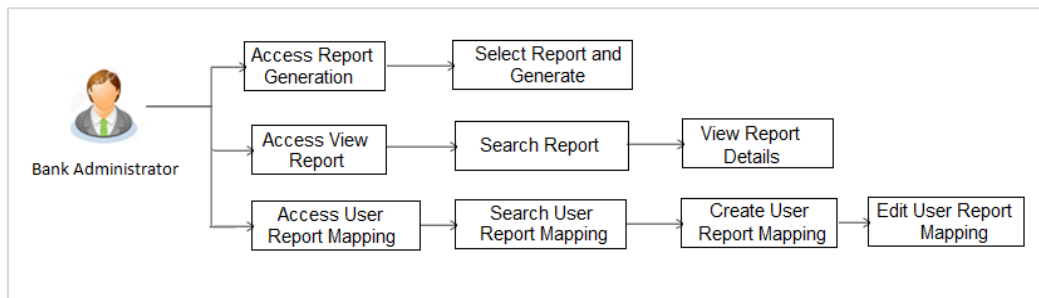 Access Report
Generation
Select Report and
Generate
Bank Administrator
Access View
Report
Search Report
View Report
Details
Access User
Report Mapping
Search User
Report Mapping
Create User
Report Mapping
Edit User Report
Mapping